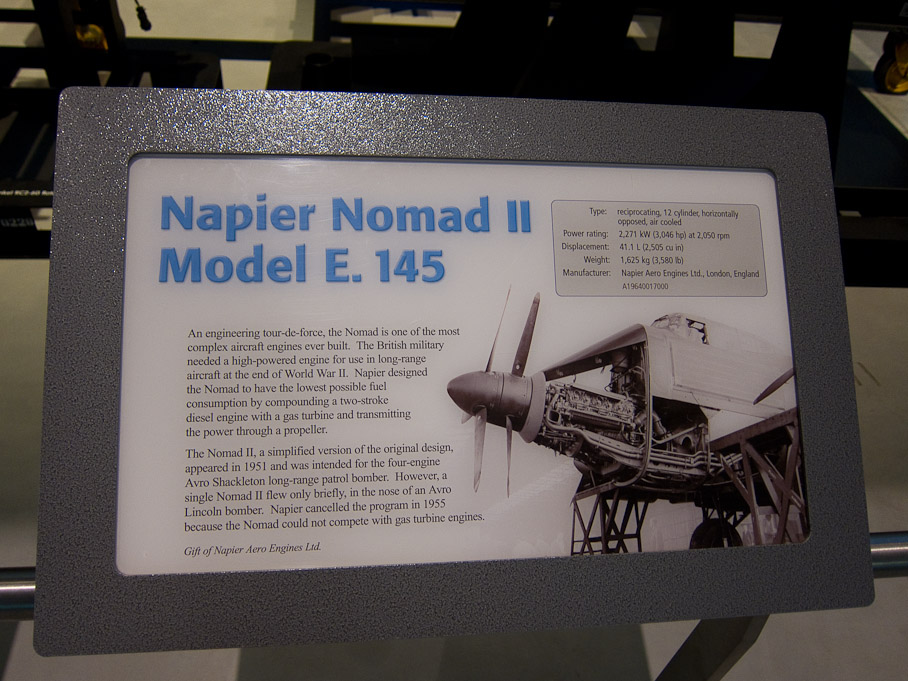 Napier Nomad II
Model E. 145
Type: reciprocating, 12 cylinder, horizontally
opposed, air cooled
Power rating: 2,271 kW (3,046 hp) at 2,050 rpm
Displacement: 41.1 L (2,505 cu in)
Weight: 1,625 kg (3,580 lb)
Manufacturer: Napier Aero Engines Ltd., London, England
A19640017000
An engineering tour-de-force, the Nomad is one of the most
complex aircraft engines ever built. The British military
needed a high-powered engine for use in long-range
aircraft at the end of World War II. Napier designed
the Nomad to have the lowest possible fuel
consumption by compounding a two-stroke
diesel engine with a gas turbine and transmitting
the power through a propeller.
The Nomad II, a simplified version of the original design,
appeared in 1951 and was intended for the four-engine
Avro Shackleton long-range patrol bomber. However, a
single Nomad II flew only briefly, in the nose of an Avro
Lincoln bomber. Napier cancelled the program in 1955
because the Nomad could not compete with gas turbine engines.
Gift of Napier Aero Engines Ltd.